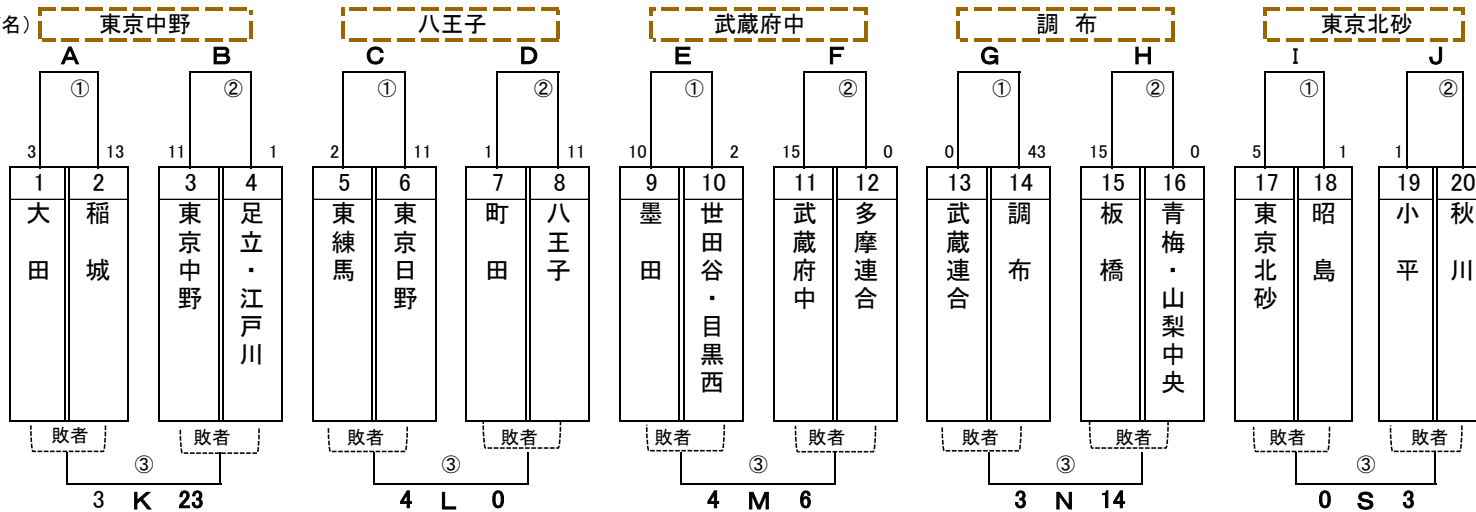 名)
東京中野 八王子 武蔵府中 調 布 東京北砂
A B C D E F G H I J
① ② ① ② ① ② ① ② ① ②
3 13 11 1 2 11 1 11 10 2 15 0 0 43 15 0 5 1 1
1 2 3 4 5 6 7 8 9 10 11 12 13 14 15 16 17 18 19 20
大田
稲城
東京中野
足立・江戸川
東練馬
東京日野
町田
八王子
墨田
世田谷・目黒西
武蔵府中
多摩連合
武蔵連合
調布
板橋
青梅・山梨中央
東京北砂
昭島
小平
秋川
敗者 敗者 敗者 敗者 敗者 敗者 敗者 敗者 敗者 敗者
③ ③ ③ ③ ③
3 K 23 4 L 0 4 M 6 3 N 14 0 S 3